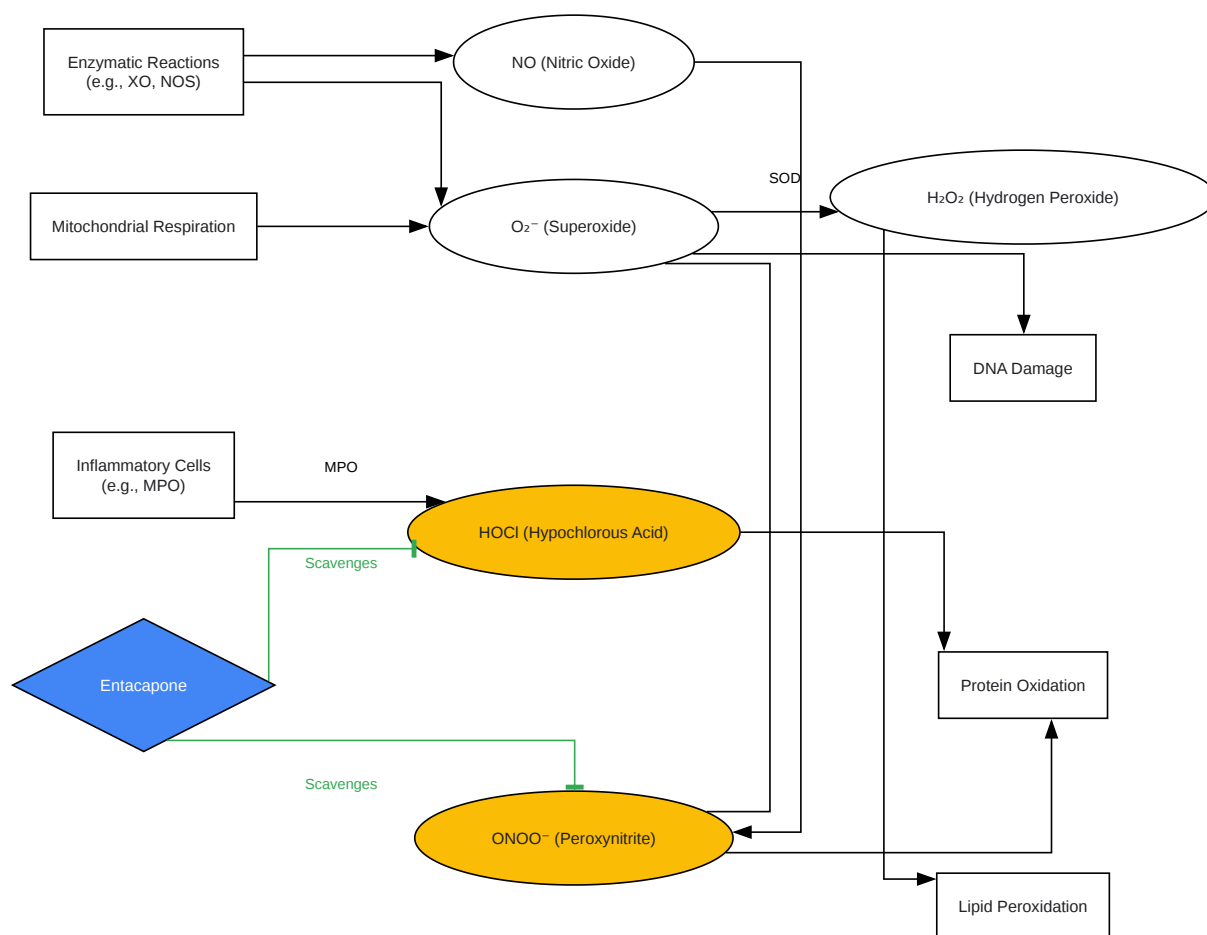 Enzymatic Reactions
(e.g., XO, NOS)
NO (Nitric Oxide)
SOD
H₂O₂ (Hydrogen Peroxide)
Mitochondrial Respiration
O₂⁻ (Superoxide)
DNA Damage
Inflammatory Cells
(e.g., MPO)
MPO
HOCl (Hypochlorous Acid)
Scavenges
Entacapone
Protein Oxidation
Scavenges
ONOO⁻ (Peroxynitrite)
Lipid Peroxidation